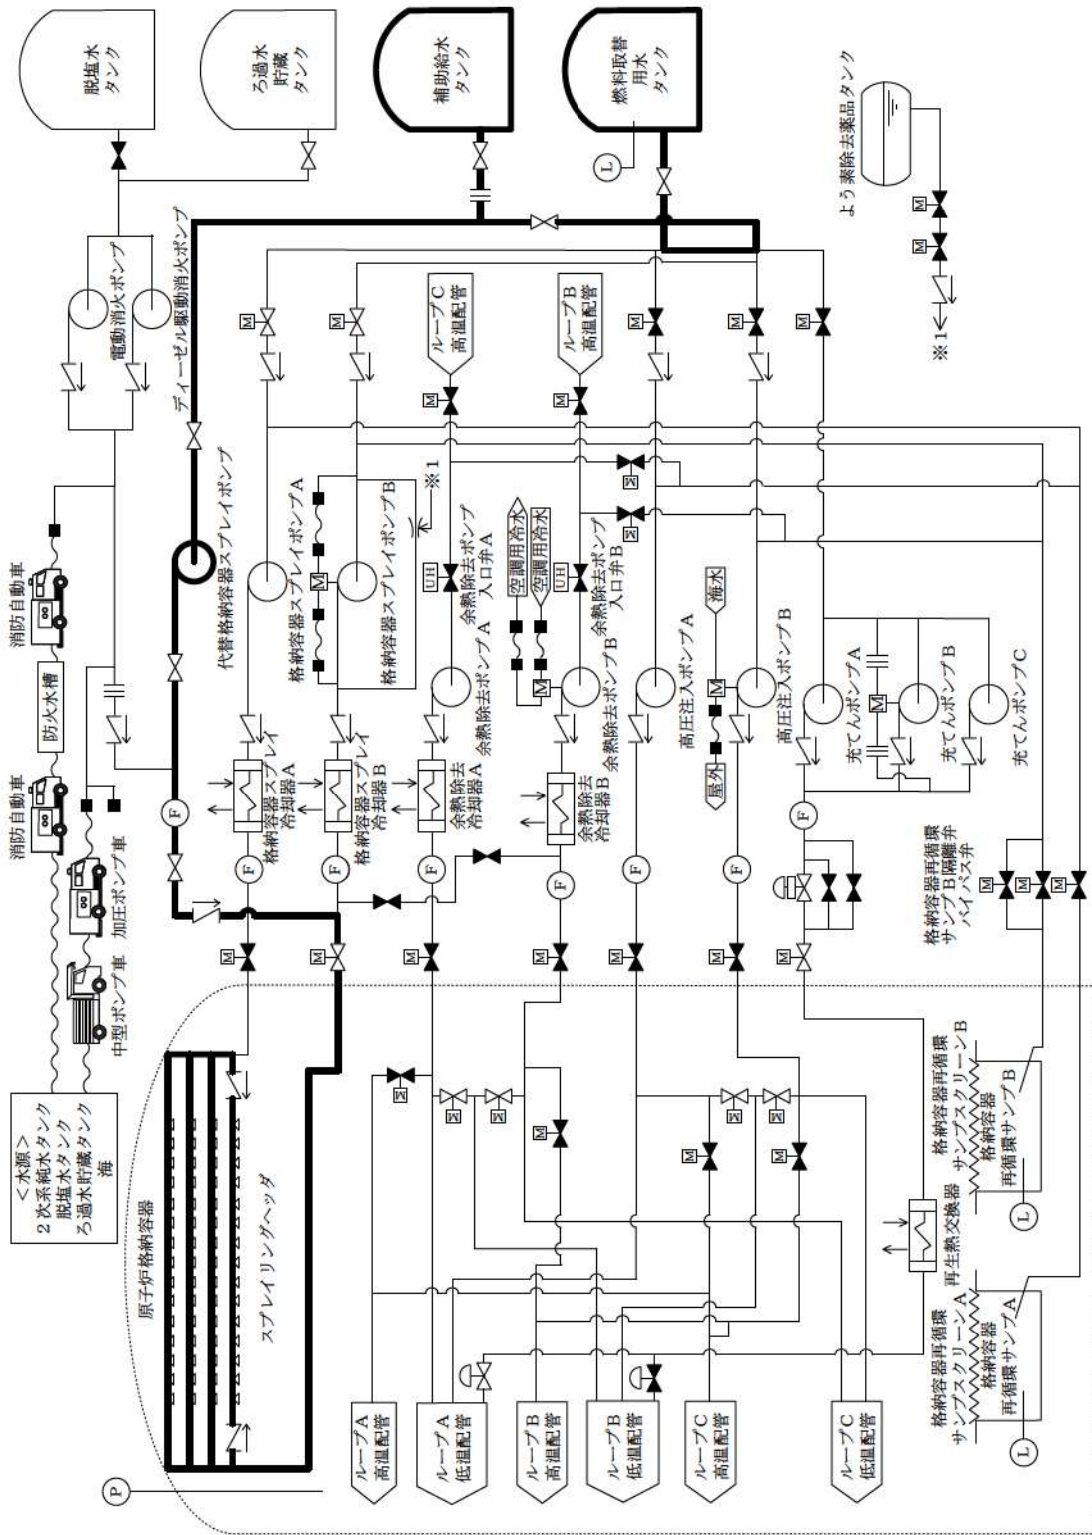 脱塩水
タンク
ろ過水
貯蔵
タンク
補助給水
タンク
燃料取替
用水
タンク
L
よう素除去薬品タンク
M
M
※1
電動消火ポンプ
ディーゼル駆動消火ポンプ
M
M
ループC
高温配管
ループB
高温配管
M
M
M
M
M
消防自動車
防火水槽
消防自動車
加圧ポンプ車
中型ポンプ車
<水源>
2次系純水タンク
脱塩水タンク
ろ過水貯蔵タンク
海
代替格納容器スプレイポンプ
格納容器スプレイポンプA
M
格納容器スプレイポンプB
※1
UH
余熱除去ポンプ
入口弁A
空調用冷水
空調用冷水
UH
余熱除去ポンプ
入口弁B
M
M
M
余熱除去ポンプA
余熱除去ポンプB
海水
M
屋外
高圧注入ポンプA
高圧注入ポンプB
充てんポンプA
M
充てんポンプB
充てんポンプC
F
格納容器スプレイ
冷却器A
格納容器スプレイ
冷却器B
余熱除去
冷却器A
余熱除去
冷却器B
F
F
F
F
F
F
F
格納容器再循環
サンプB隔離弁
バイパス弁
M
M
M
M
M
M
M
M
M
M
原子炉格納容器
スプレイリングヘッダ
P
M
M
M
M
M
M
M
M
ループA
高温配管
ループA
低温配管
ループB
高温配管
ループB
低温配管
ループC
高温配管
ループC
低温配管
再生熱交換器
格納容器再循環
サンプスクリーンB
格納容器
再循環サンプB
L
格納容器再循環
サンプスクリーンA
格納容器
再循環サンプA
L